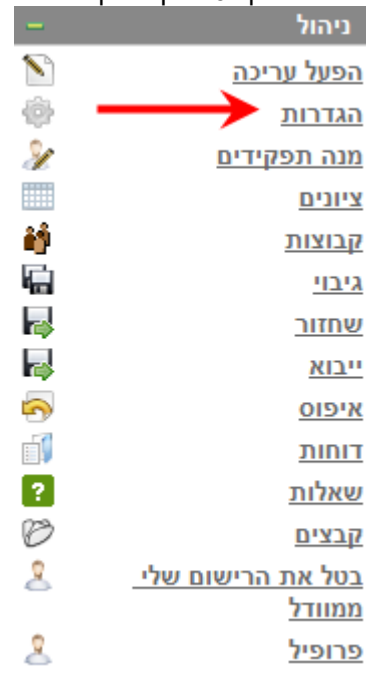 ניהול
הפעל עריכה
הגדרות
מנה תפקידים
ציונים
קבוצות
גיבוי
שחזור
ייבוא
איפוס
דוחות
שאלות
קבצים
בטל את הרישום שלי
ממוודל
פרופיל